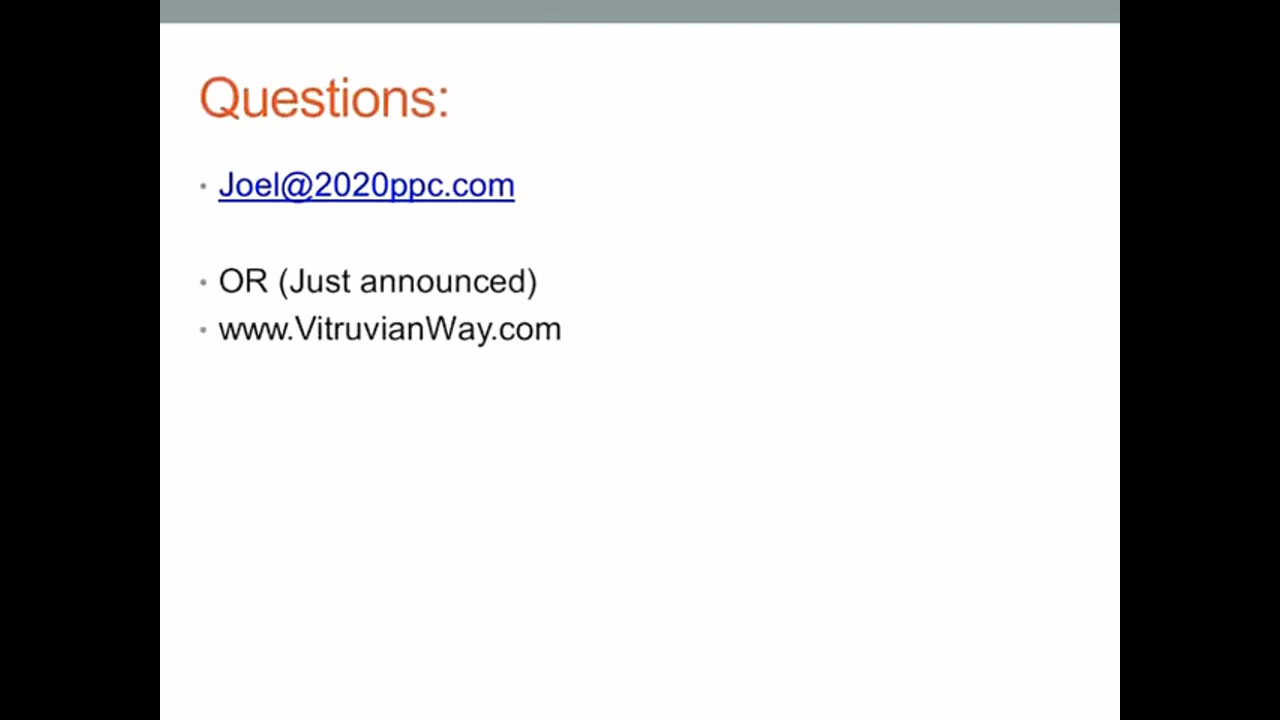 Questions:
• Joel@2020ppc.com
• OR (Just announced)
• www.VitruvianWay.com